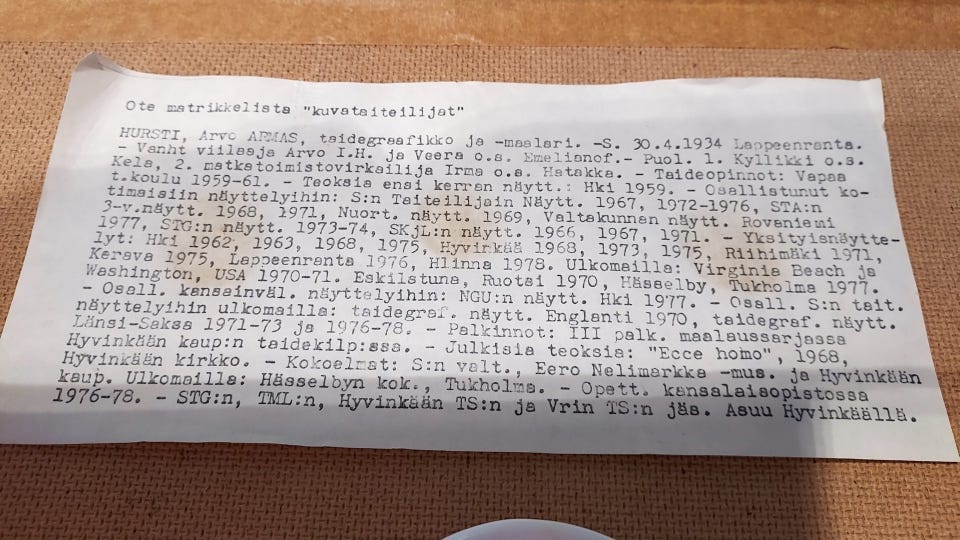 Ote matrikkelista "kuvataiteilijat"
HURSTI, Arvo ARMAS, taidegraafikko ja -maalari. -S. 30.4.1934 Lappeenranta.
- Vanht viilaaja Arvo I.H. ja Veera o.s. Emelianof.- Puol. 1. Kyllikki o.s.
Kela, 2. matkatoimistovirkailija Irma o.s. Hatakka. - Taideopinnot: Vapaa
t.koulu 1959-61. - Teoksia ensi kerran näytt.: Hki 1959. - Osallistunut ko-
timaisiin näyttelyihin: S:n Taiteilijain Näytt. 1967, 1972-1976, STA:n
3-v.näytt. 1968, 1971, Nuort. näytt. 1969, Valtakunnan näytt. Rovaniemi
1977, STG:n näytt. 1973-74, SKjL:n näytt. 1966, 1967, 1971. - Yksityisnäytte-
lyt: Hki 1962, 1963, 1968, 1975, Hyvinkää 1968, 1973, 1975, Riihimäki 1971,
Kerava 1975, Lappeenranta 1976, Hlinna 1978. Ulkomailla: Virginia Beach ja
Washington, USA 1970-71. Eskilstuna, Ruotsi 1970, Hässelby, Tukholma 1977.
- Osall. kansainväl. näyttelyihin: NGU:n näytt. Hki 1977. - Osall. S:n tait.
näyttelyihin ulkomailla: taidegraf. näytt. Englanti 1970, taidegraf. näytt.
Länsi-Saksa 1971-73 ja 1976-78. - Palkinnot: III palk. maalaussarjassa
Hyvinkään kaup:n taidekilp:ssa. - Julkisia teoksia: "Ecce homo", 1968,
Hyvinkään kirkko. - Kokoelmat: S:n valt., Eero Nelimarkka -mus. ja Hyvinkään
kaup. Ulkomailla: Hässelbyn kok., Tukholma. - Opett. kansalaisopistossa
1976-78. - STG:n, TML:n, Hyvinkään TS:n ja Vrin TS:n jäs. Asuu Hyvinkäällä.